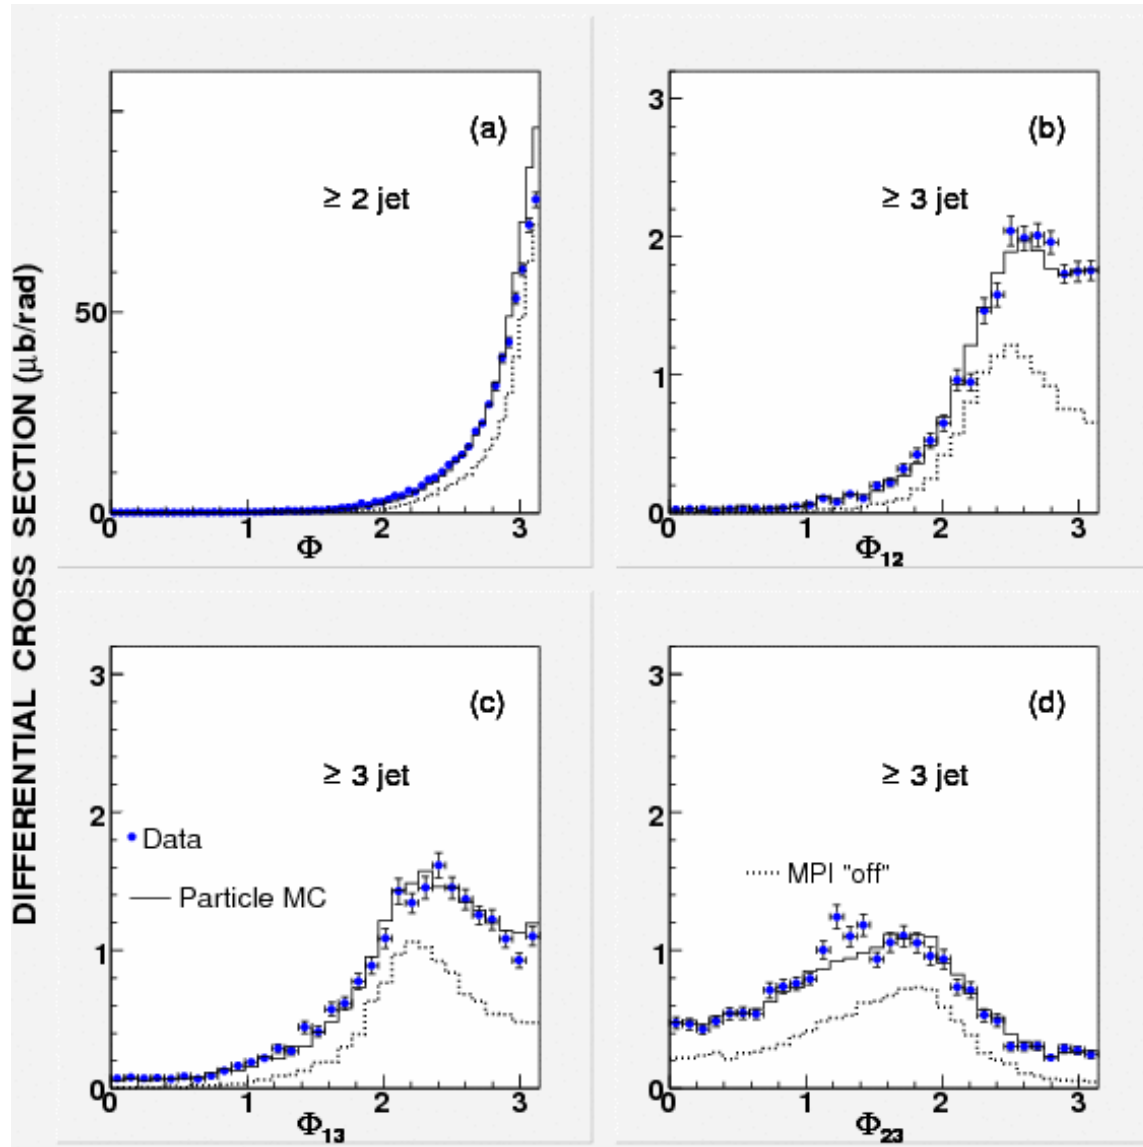 DIFFERENTIAL CROSS SECTION (μb/rad)
(a)
≥ 2 jet
50
0
0 1 2 3
Φ
(b)
≥ 3 jet
3
2
1
0
0 1 2 3
Φ12
(c)
≥ 3 jet
3
2
1
0
Data
Particle MC
0 1 2 3
Φ13
(d)
≥ 3 jet
3
2
1
0
MPI "off"
0 1 2 3
Φ23